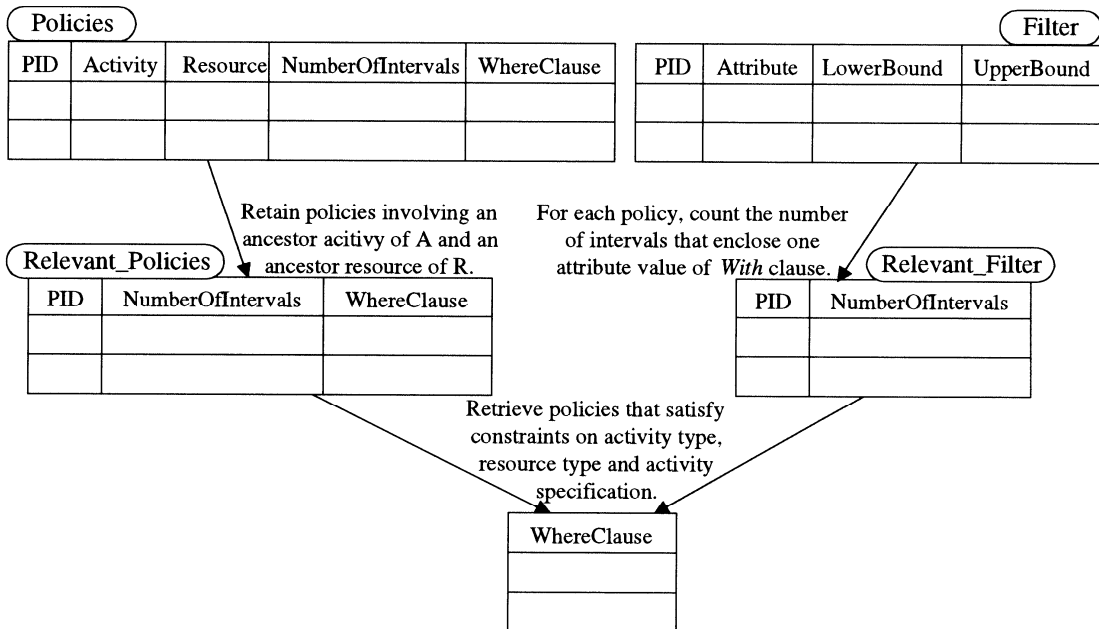 Policies
Filter
PID Activity Resource NumberOfIntervals WhereClause
PID Attribute LowerBound UpperBound
Retain policies involving an
ancestor acitivy of A and an
ancestor resource of R.
For each policy, count the number
of intervals that enclose one
attribute value of With clause.
Relevant_Policies
Relevant_Filter
PID NumberOfIntervals WhereClause
PID NumberOfIntervals
Retrieve policies that satisfy
constraints on activity type,
resource type and activity
specification.
WhereClause